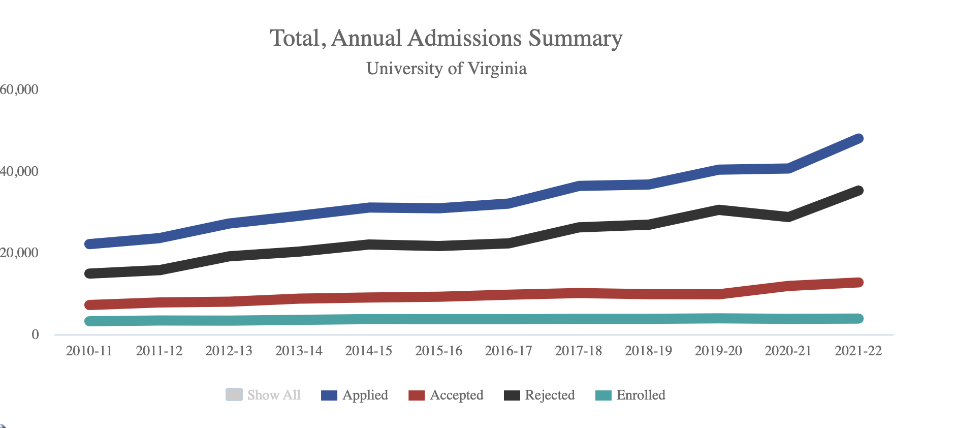 Total, Annual Admissions Summary
University of Virginia
60,000
40,000
20,000
0
2010-11 2011-12 2012-13 2013-14 2014-15 2015-16 2016-17 2017-18 2018-19 2019-20 2020-21 2021-22
Show All Applied Accepted Rejected Enrolled